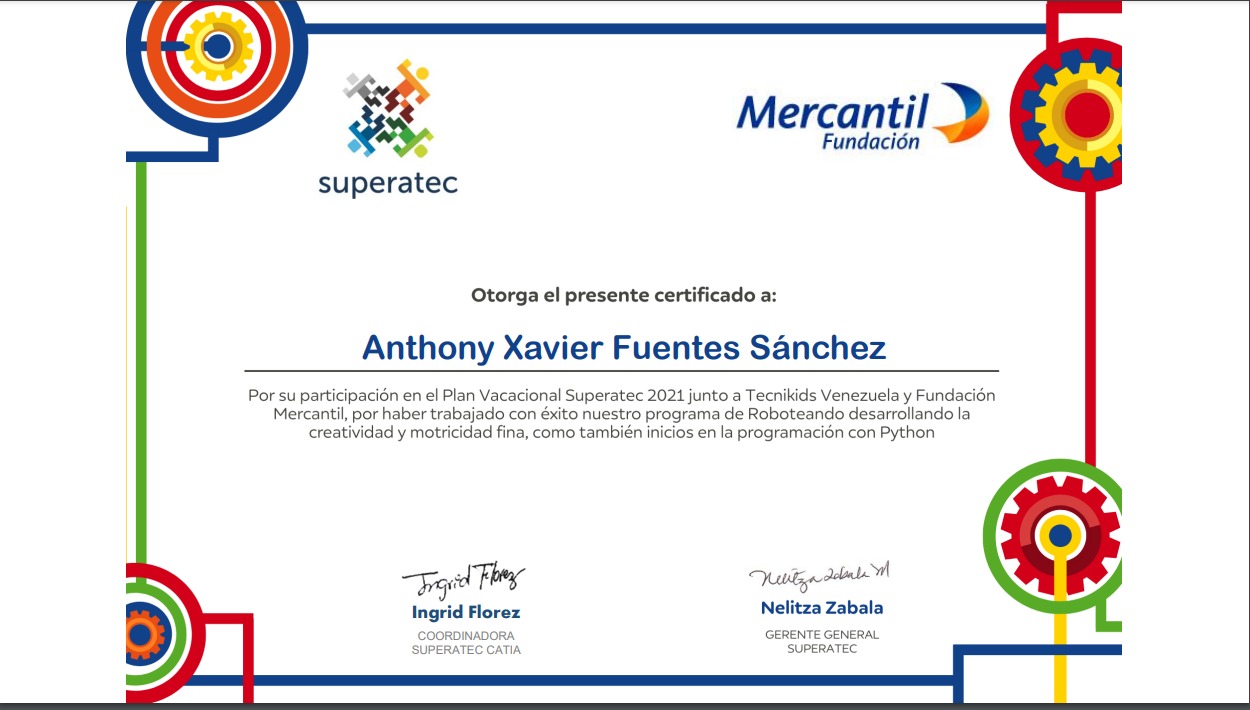 superatec
Mercantil
Fundación
Otorga el presente certificado a:
Anthony Xavier Fuentes Sánchez
Por su participación en el Plan Vacacional Superatec 2021 junto a Tecnikids Venezuela y Fundación
Mercantil, por haber trabajado con éxito nuestro programa de Roboteando desarrollando la
creatividad y motricidad fina, como también inicios en la programación con Python
Ingrid Florez
Ingrid Florez
COORDINADORA
SUPERATEC CATIA
Nelitza Zabala M
Nelitza Zabala
GERENTE GENERAL
SUPERATEC